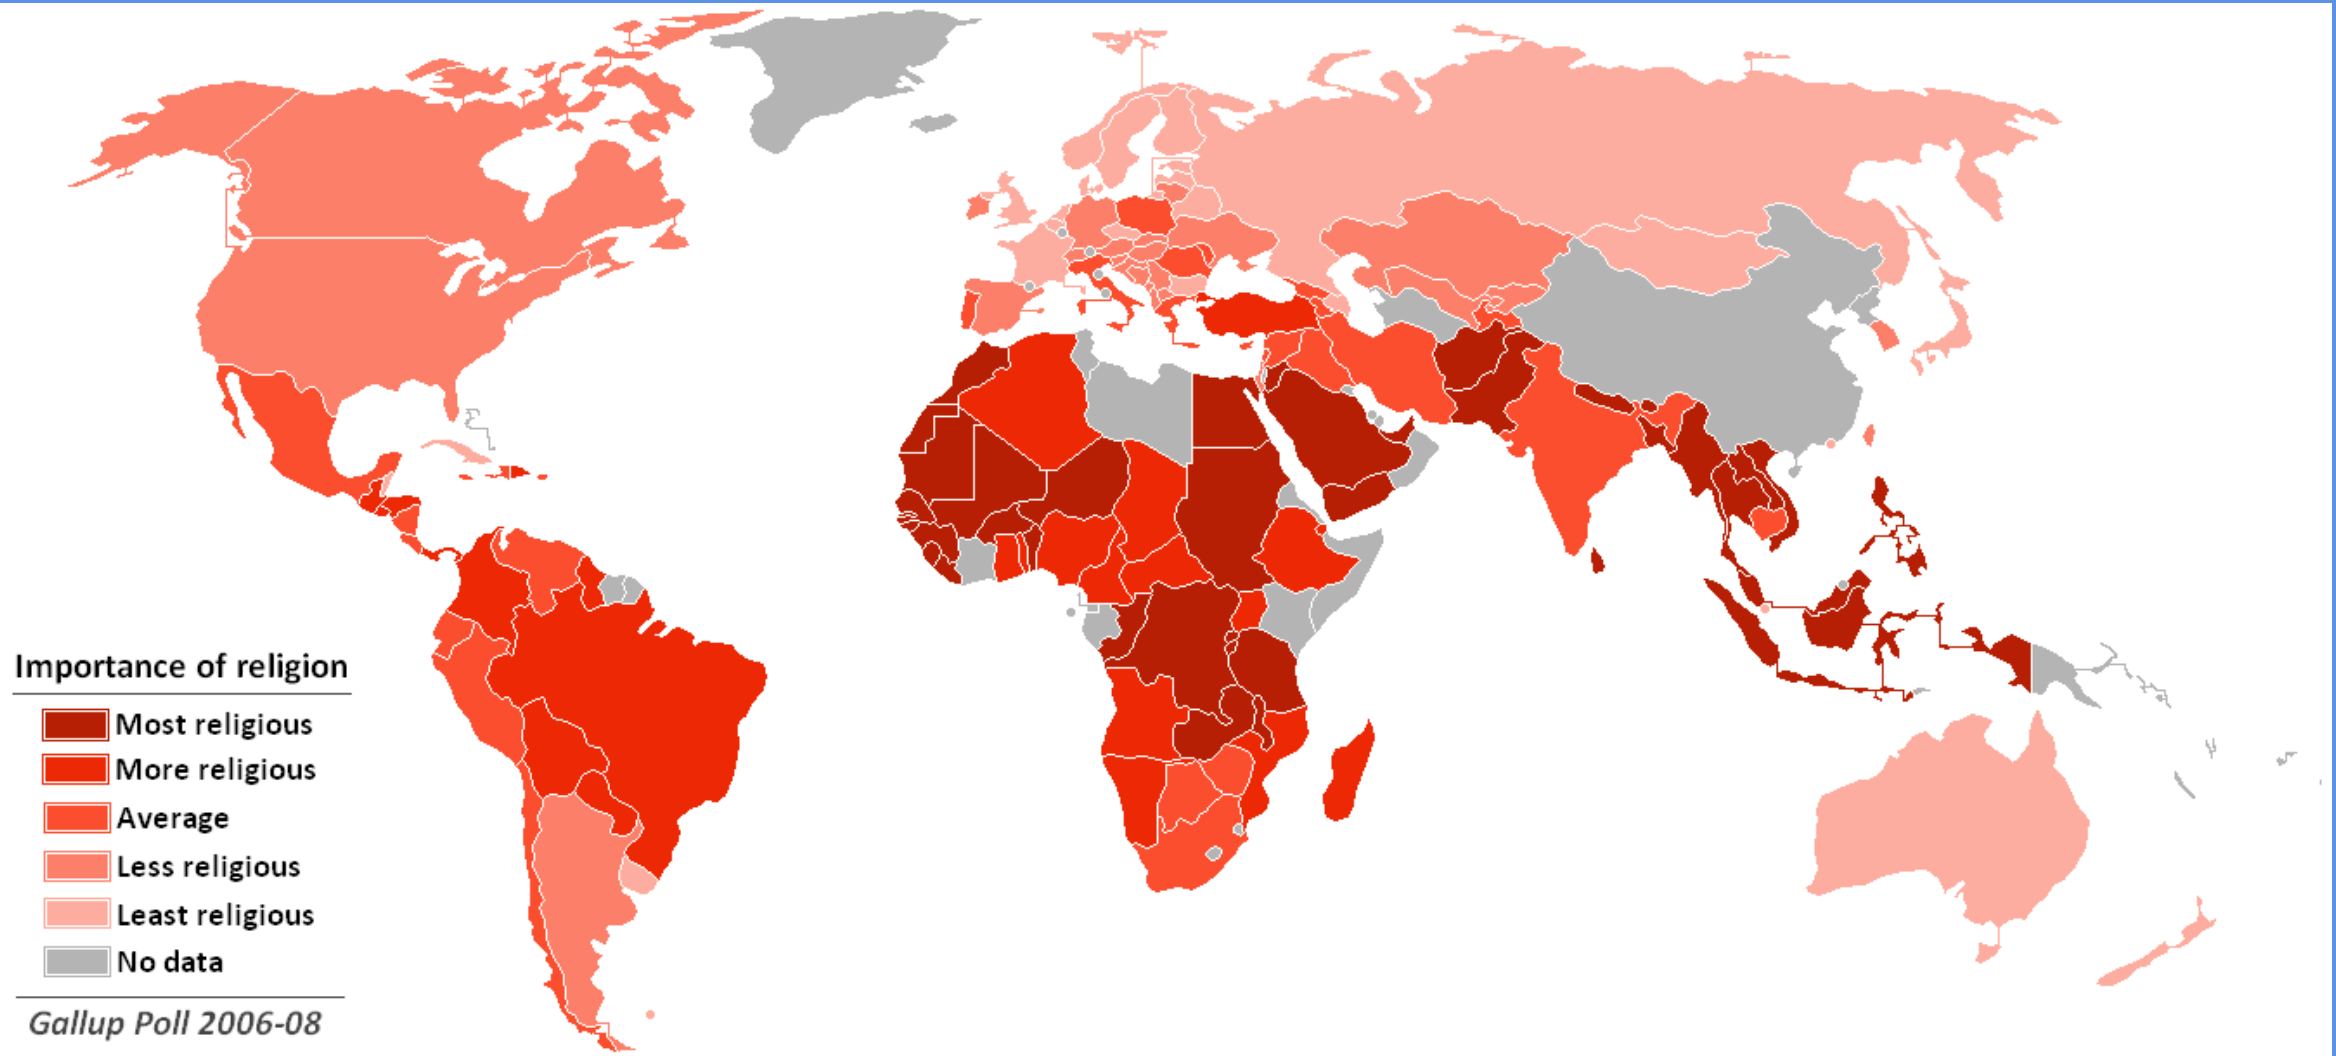 Importance of religion
Most religious
More religious
Average
Less religious
Least religious
No data
Gallup Poll 2006-08